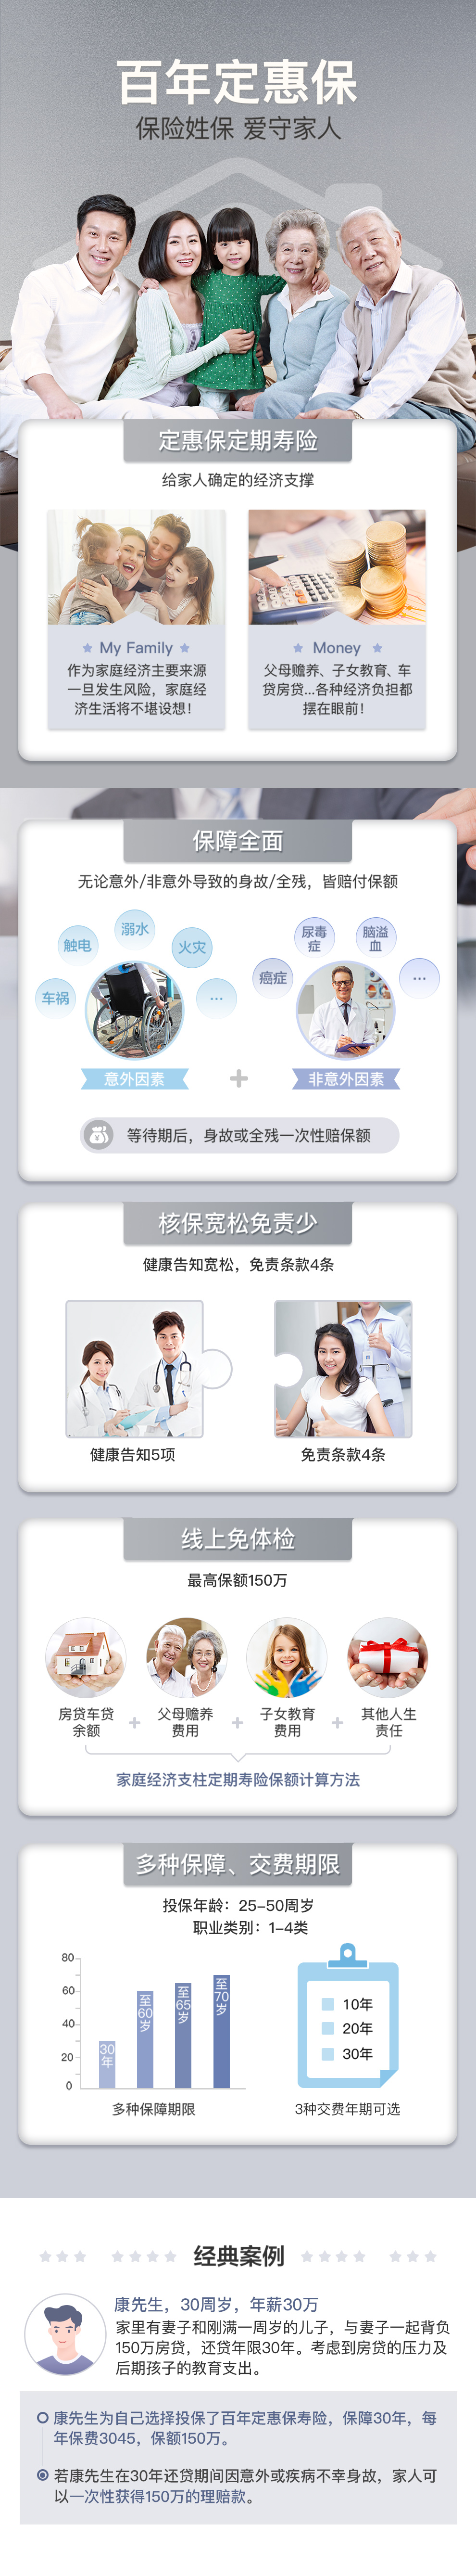 百年定惠保
保险姓保 爱守家人
定惠保定期寿险
给家人确定的经济支撑
My Family
作为家庭经济主要来源
一旦发生风险，家庭经
济生活将不堪设想！
Money
父母赡养、子女教育、车
贷房贷...各种经济负担都
摆在眼前！
保障全面
无论意外/非意外导致的身故/全残，皆赔付保额
车祸
触电
溺水
火灾
...
意外因素
癌症
尿毒
症
脑溢
血
...
非意外因素
等待期后，身故或全残一次性赔保额
核保宽松免责少
健康告知宽松，免责条款4条
健康告知5项
免责条款4条
线上免体检
最高保额150万
房贷车贷
余额
父母赡养
费用
子女教育
费用
其他人生
责任
家庭经济支柱定期寿险保额计算方法
多种保障、交费期限
投保年龄：25-50周岁
职业类别：1-4类
80
60
40
20
0
30年
至60岁
至65岁
至70岁
多种保障期限
10年
20年
30年
3种交费年期可选
经典案例
康先生，30周岁，年薪30万
家里有妻子和刚满一周岁的儿子，与妻子一起背负
150万房贷，还贷年限30年。考虑到房贷的压力及
后期孩子的教育支出。
康先生为自己选择投保了百年定惠保寿险，保障30年，每
年保费3045，保额150万。
若康先生在30年还贷期间因意外或疾病不幸身故，家人可
以一次性获得150万的理赔款。